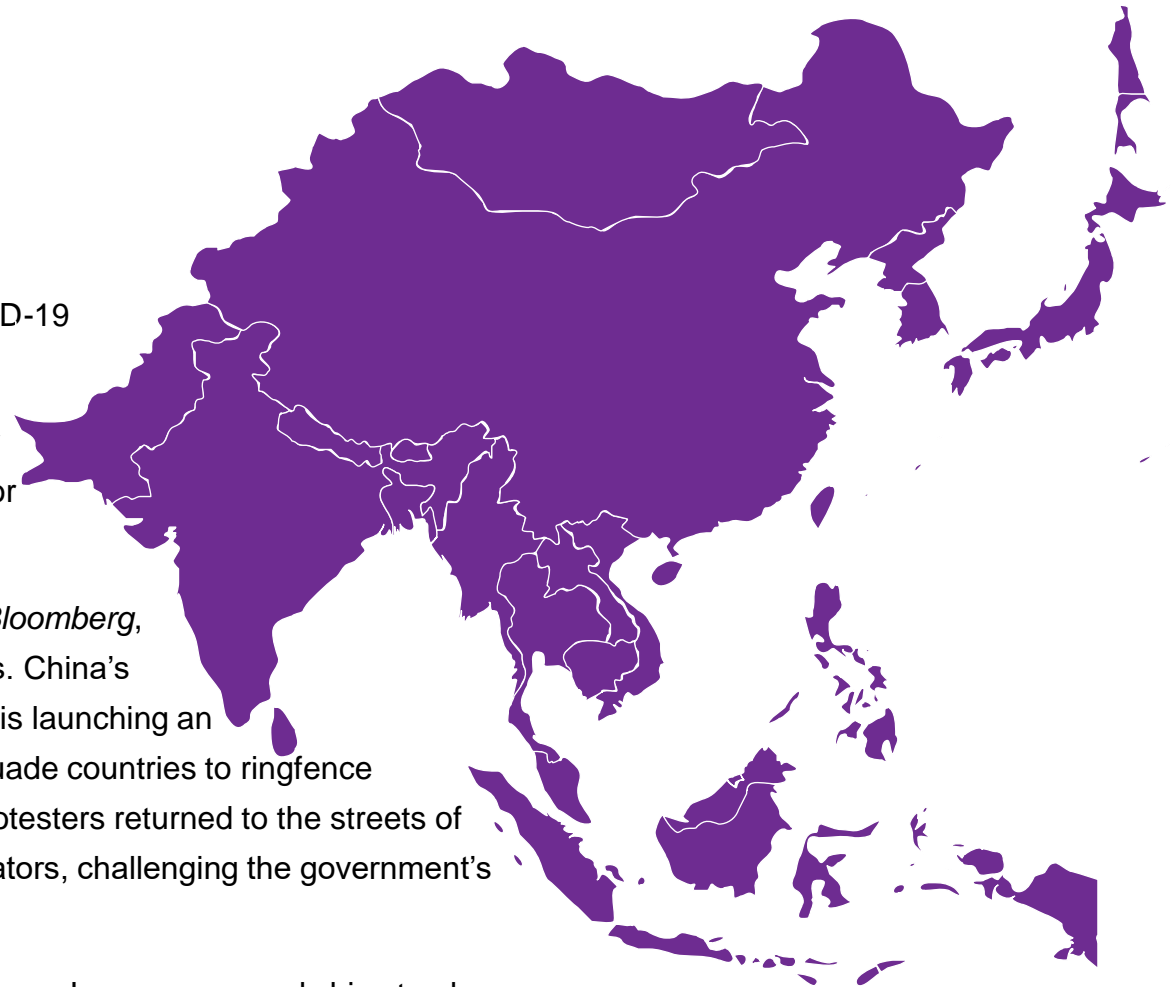 D-19
or
Bloomberg,
s. China’s
is launching an
uade countries to ringfence
otesters returned to the streets of
ators, challenging the government’s